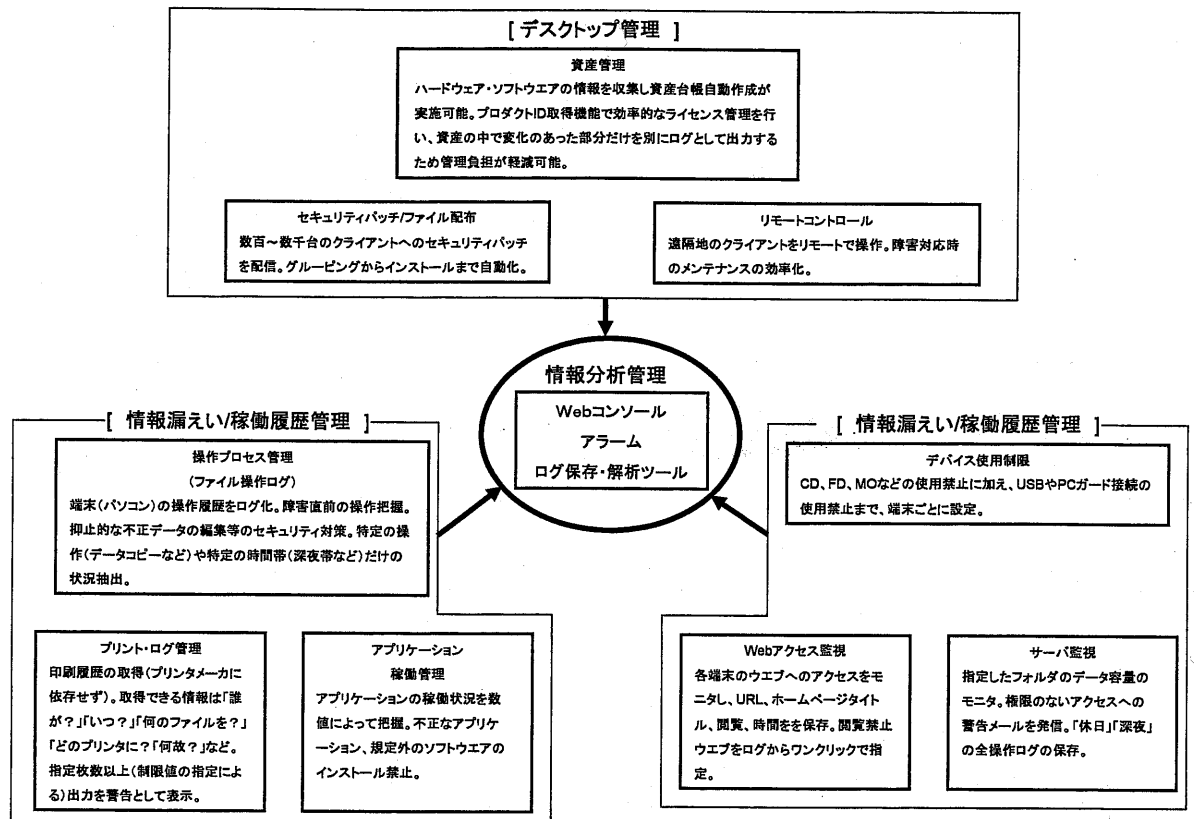 [ デスクトップ管理 ]
資産管理
ハードウェア・ソフトウエアの情報を収集し資産台帳自動作成が
実施可能。プロダクトID取得機能で効率的なライセンス管理を行
い、資産の中で変化のあった部分だけを別にログとして出力する
ため管理負担が軽減可能。
セキュリティパッチ/ファイル配布
数百~数千台のクライアントへのセキュリティパッチ
を配信。グルーピングからインストールまで自動化。
リモートコントロール
遠隔地のクライアントをリモートで操作。障害対応時
のメンテナンスの効率化。
情報分析管理
Webコンソール
アラーム
ログ保存・解析ツール
[ 情報漏えい/稼働履歴管理 ]
操作プロセス管理
(ファイル操作ログ)
端末(パソコン)の操作履歴をログ化。障害直前の操作把握。
抑止的な不正データの編集等のセキュリティ対策。特定の操
作(データコピーなど)や特定の時間帯(深夜帯など)だけの
状況抽出。
プリント・ログ管理
印刷履歴の取得(プリンタメーカに
依存せず)。取得できる情報は「誰
が?」「いつ?」「何のファイルを?」
「どのプリンタに?「何故?」など。
指定枚数以上(制限値の指定によ
る)出力を警告として表示。
アプリケーション
稼働管理
アプリケーションの稼働状況を数
値によって把握。不正なアプリケ
ーション、規定外のソフトウエアの
インストール禁止。
[ 情報漏えい/稼働履歴管理 ]
デバイス使用制限
CD、FD、MOなどの使用禁止に加え、USBやPCガード接続の
使用禁止まで、端末ごとに設定。
Webアクセス監視
各端末のウエブへのアクセスをモ
ニタし、URL、ホームページタイト
ル、閲覧、時間をを保存。閲覧禁止
ウエブをログからワンクリックで指
定。
サーバ監視
指定したフォルダのデータ容量の
モニタ。権限のないアクセスへの
警告メールを発信。「休日」「深夜」
の全操作ログの保存。